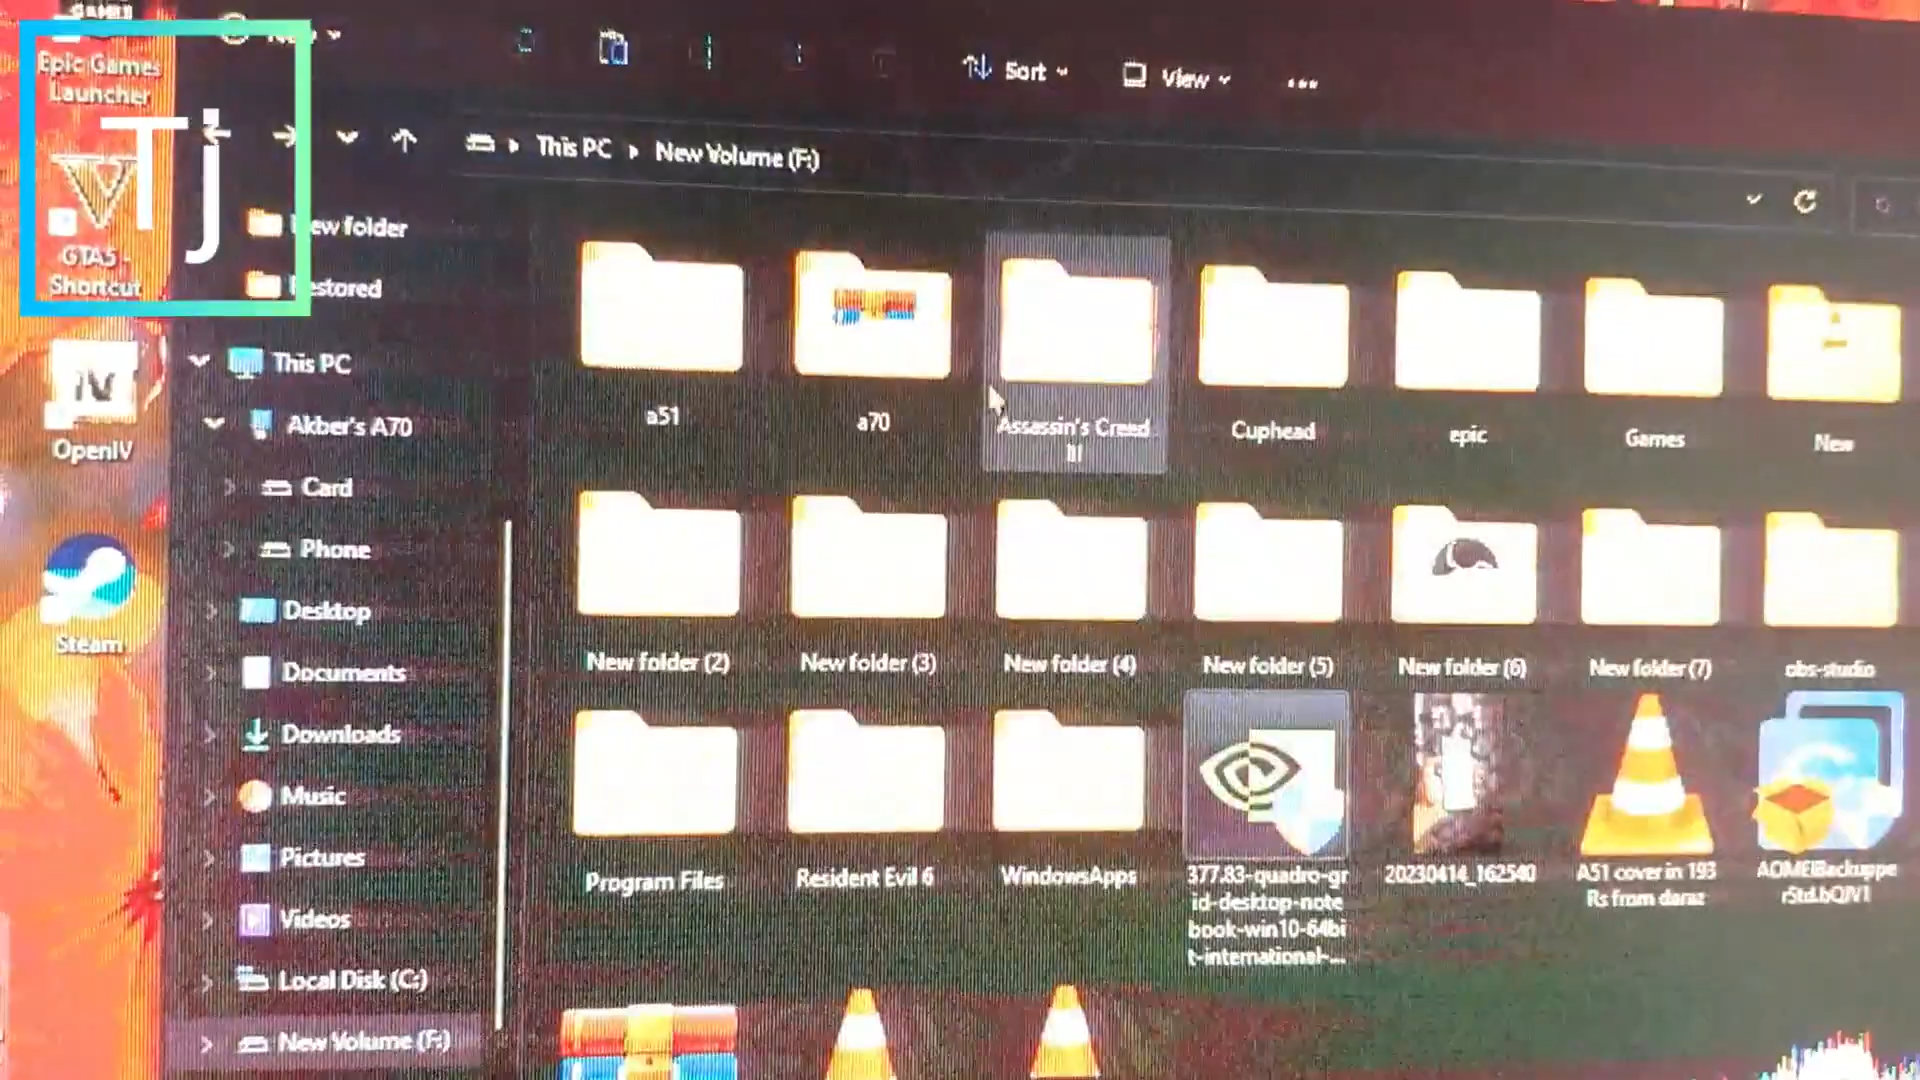 Epic Games
Launcher
Tj
GTA5 -
Shortcut
OpenIV
Steam
Sort
View
This PC
New Volume (F:)
New folder
Restored
This PC
Akber's A70
Card
Phone
Desktop
Documents
Downloads
Music
Pictures
Videos
Local Disk (C:)
New Volume (F:)
a51
a70
Assassin's Creed
III
Cuphead
epic
Games
New
New folder (2)
New folder (3)
New folder (4)
New folder (5)
New folder (6)
New folder (7)
obs-studio
Program Files
Resident Evil 6
WindowsApps
377.83-quadro-gr
id-desktop-note
book-win10-64bi
t-international-...
20230414_162540
A51 cover in 193
Rs from daraz
AOMEIBackuppe